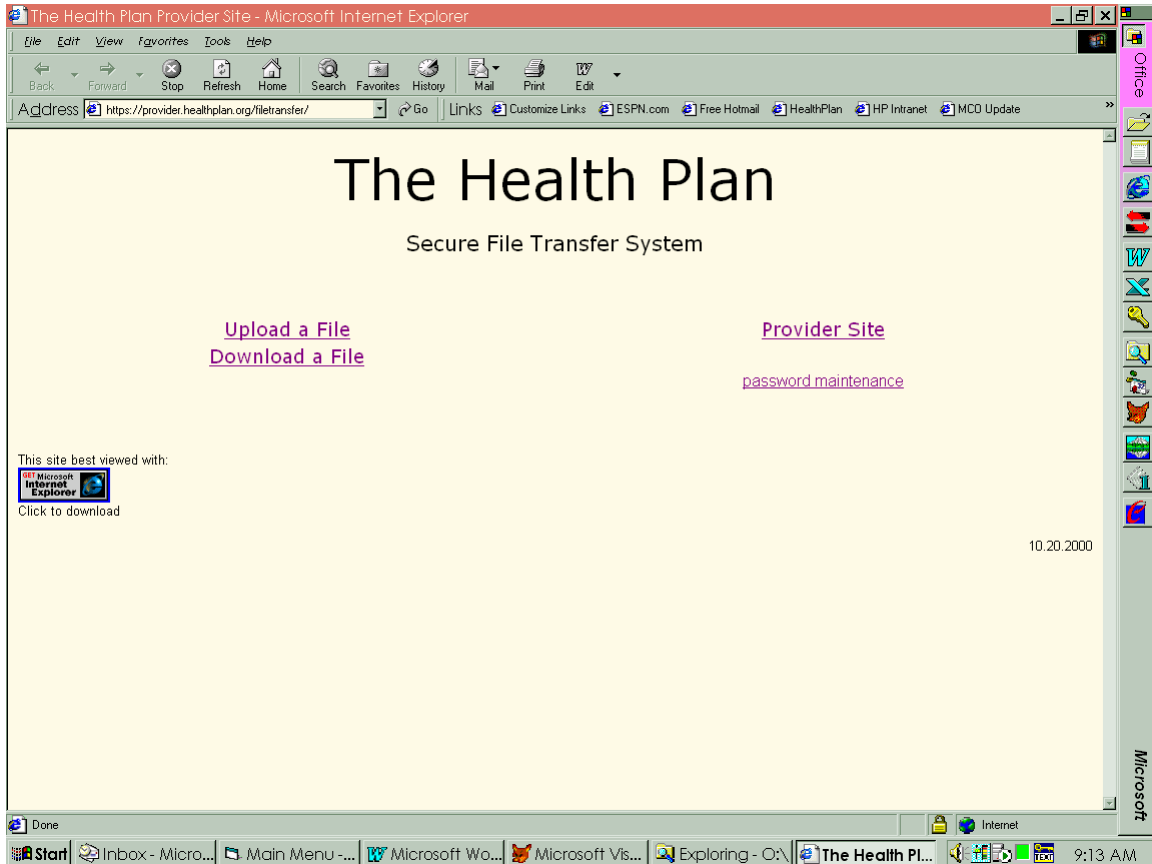 The Health Plan Provider Site - Microsoft Internet Explorer
File Edit View Favorites Tools Help
Back Forward Stop Refresh Home Search Favorites History Mail Print Edit
Address https://provider.healthplan.org/filetransfer/ Go Links Customize Links ESPN.com Free Hotmail HealthPlan HP Intranet MCO Update »
Office
The Health Plan
Secure File Transfer System
Upload a File Provider Site
Download a File
password maintenance
This site best viewed with:
GET Microsoft
Internet
Explorer
Click to download
10.20.2000
Microsoft
Done Internet
Start Inbox - Micro... Main Menu -... Microsoft Wo... Microsoft Vis... Exploring - O:\ The Health Pl... 9:13 AM